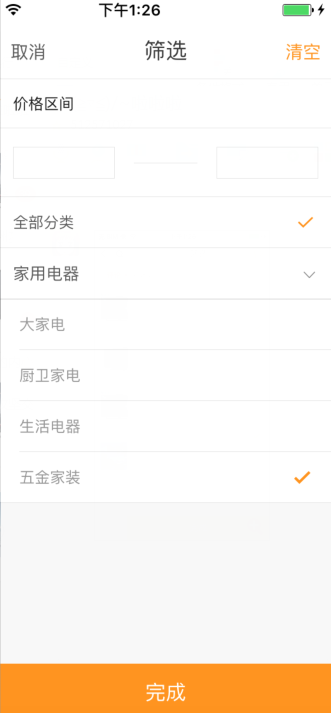 下午1:26
取消 筛选 清空
价格区间
全部分类
家用电器
大家电
厨卫家电
生活电器
五金家装
完成